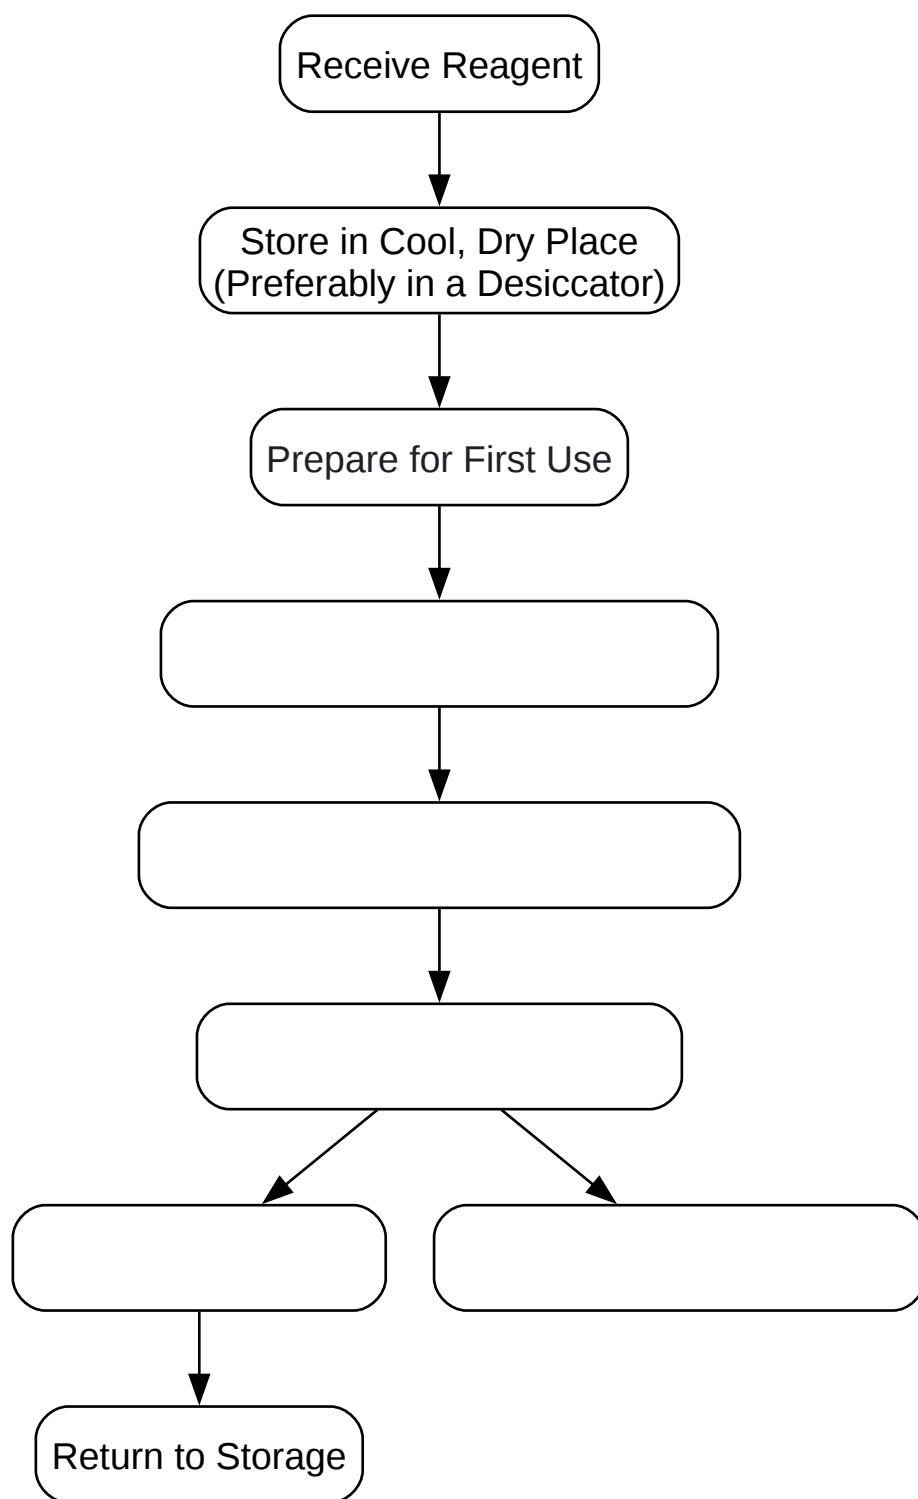 Receive Reagent
Store in Cool, Dry Place
(Preferably in a Desiccator)
Prepare for First Use
Return to Storage